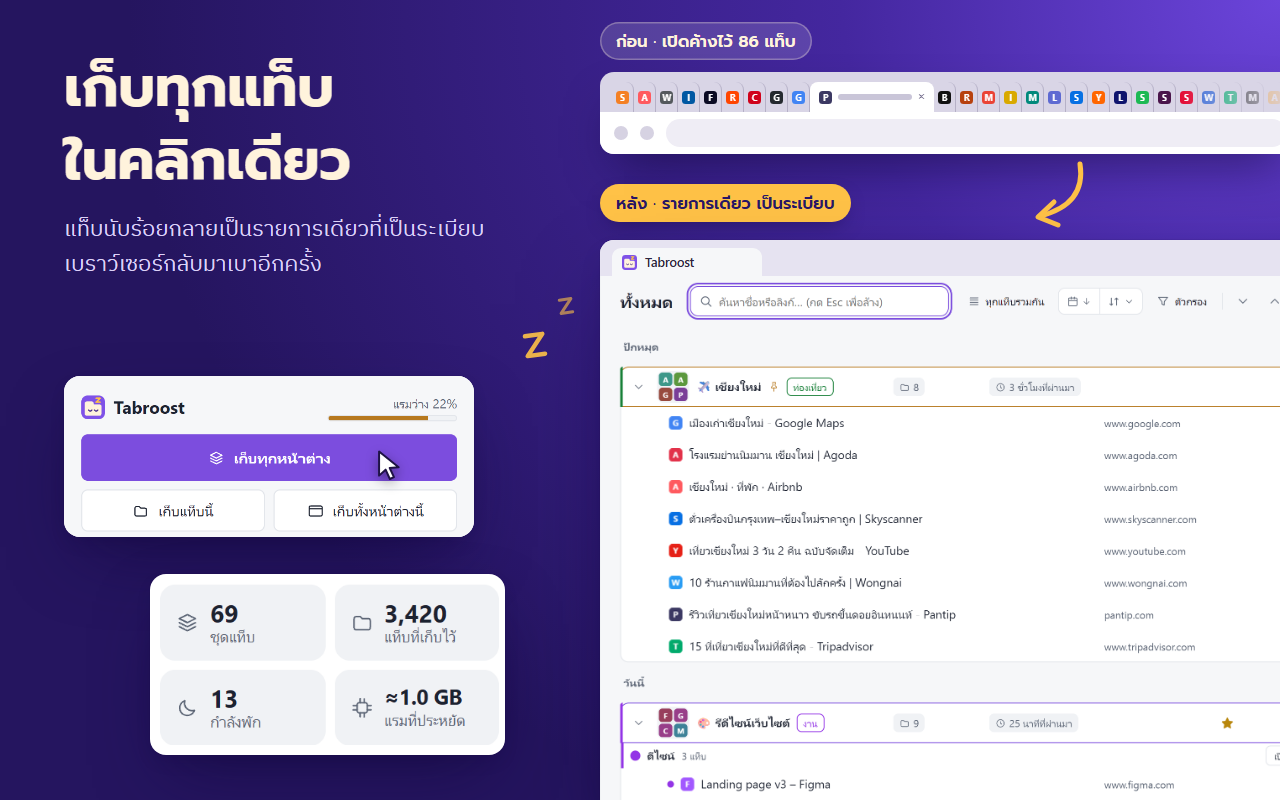 เก็บทุกแท็บ
ในคลิกเดียว
แท็บนับร้อยกลายเป็นรายการเดียวที่เป็นระเบียบ
เบราว์เซอร์กลับมาเบาอีกครั้ง
z
z
Tabroost
แรมว่าง 22%
เก็บทุกหน้าต่าง
เก็บแท็บนี้
เก็บทั้งหน้าต่างนี้
69
ชุดแท็บ
3,420
แท็บที่เก็บไว้
13
กำลังพัก
≈1.0 GB
แรมที่ประหยัด
ก่อน · เปิดค้างไว้ 86 แท็บ
S A W I F R C G G P × B R M I M L S Y L S S S W T M A
หลัง · รายการเดียว เป็นระเบียบ
Tabroost
ทั้งหมด
ค้นหาชื่อหรือลิงก์… (กด Esc เพื่อล้าง)
ทุกแท็บรวมกัน
ตัวกรอง
ปักหมุด
A A G P
เชียงใหม่ ท่องเที่ยว 8 3 ชั่วโมงที่ผ่านมา
G เมืองเก่าเชียงใหม่ - Google Maps www.google.com
A โรงแรมย่านนิมมาน เชียงใหม่ | Agoda www.agoda.com
A เชียงใหม่ · ที่พัก · Airbnb www.airbnb.com
S ตั๋วเครื่องบินกรุงเทพ–เชียงใหม่ราคาถูก | Skyscanner www.skyscanner.com
Y เที่ยวเชียงใหม่ 3 วัน 2 คืน ฉบับจัดเต็ม YouTube www.youtube.com
W 10 ร้านกาแฟนิมมานที่ต้องไปสักครั้ง | Wongnai www.wongnai.com
P รีวิวเที่ยวเชียงใหม่หน้าหนาว ขับรถขึ้นดอยอินทนนท์ - Pantip pantip.com
T 15 ที่เที่ยวเชียงใหม่ที่ดีที่สุด - Tripadvisor www.tripadvisor.com
วันนี้
F G C M
รีดีไซน์เว็บไซต์ งาน 9 25 นาทีที่ผ่านมา
ดีไซน์ 3 แท็บ
F Landing page v3 – Figma www.figma.com